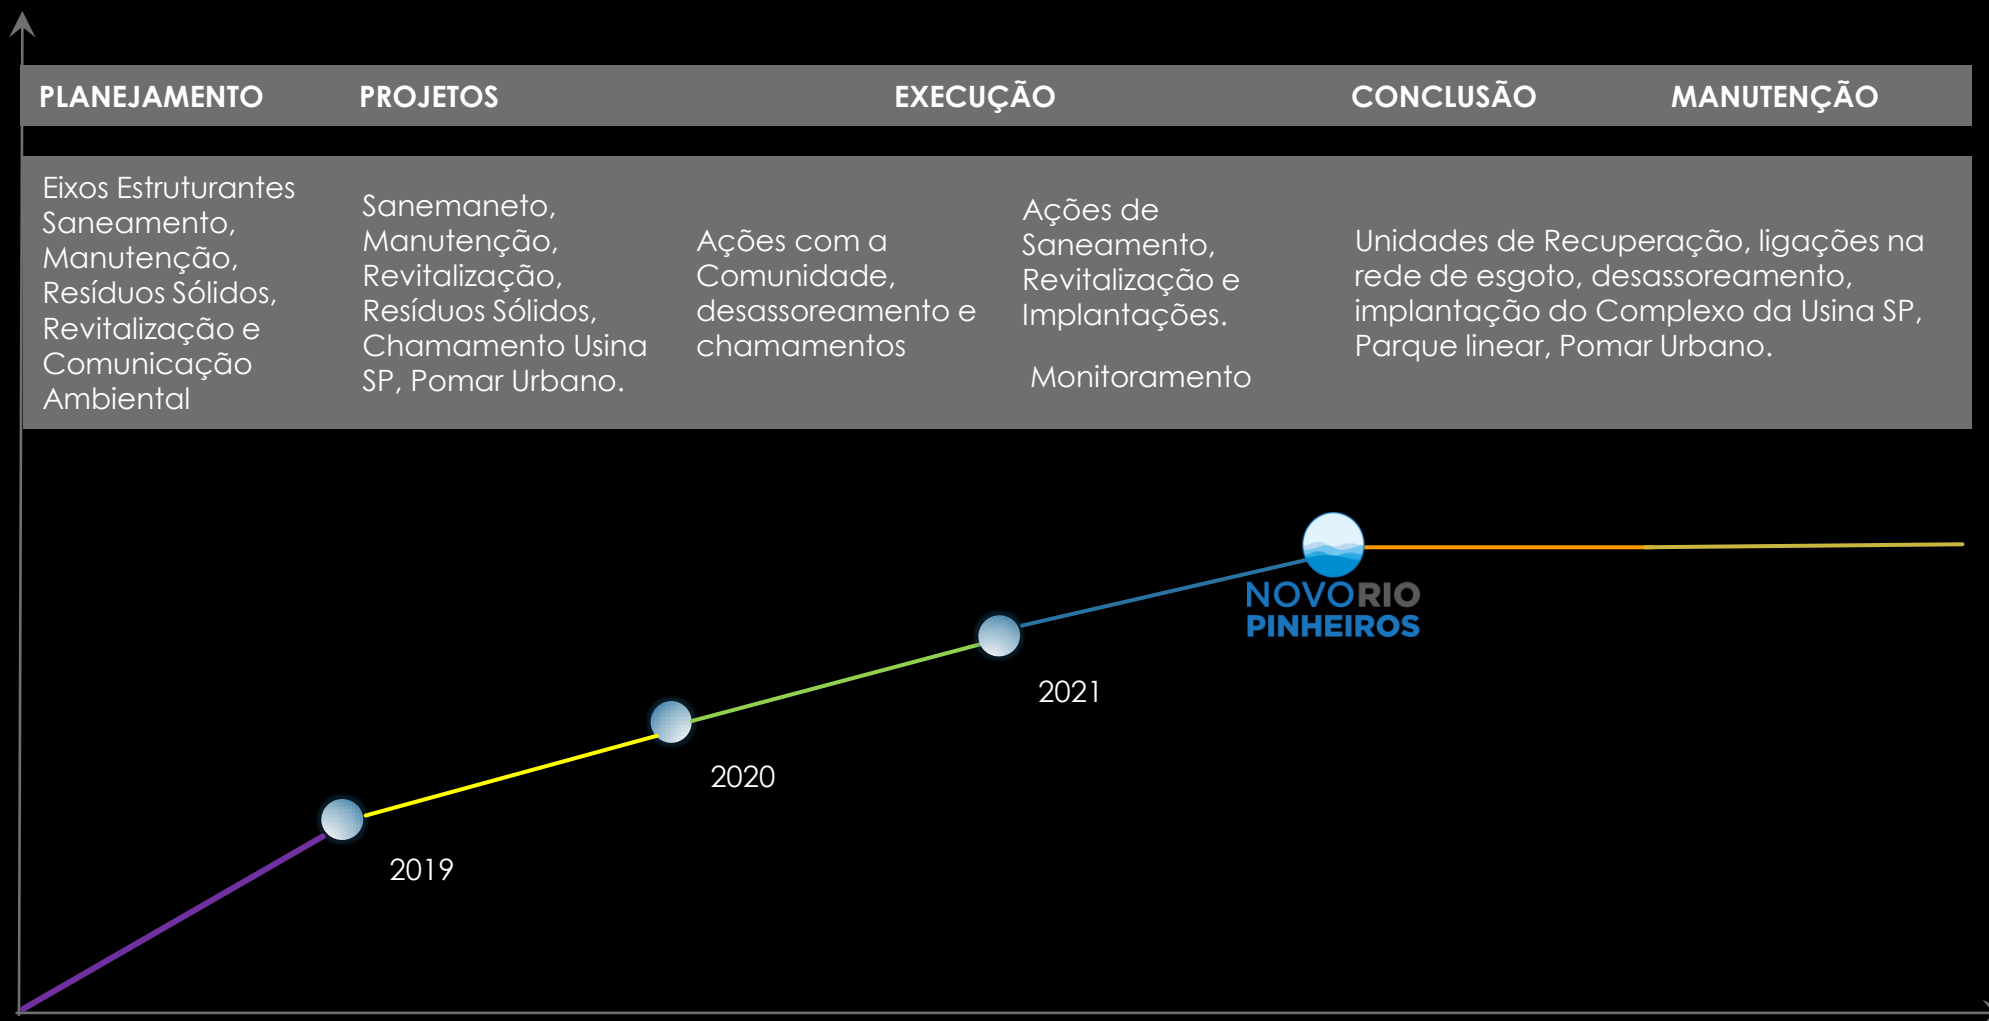 PLANEJAMENTO PROJETOS EXECUÇÃO CONCLUSÃO MANUTENÇÃO
Eixos Estruturantes
Saneamento,
Manutenção,
Resíduos Sólidos,
Revitalização e
Comunicação
Ambiental
Sanemaneto,
Manutenção,
Revitalização,
Resíduos Sólidos,
Chamamento Usina
SP, Pomar Urbano.
Ações com a
Comunidade,
desassoreamento e
chamamentos
Ações de
Saneamento,
Revitalização e
Implantações.
Monitoramento
Unidades de Recuperação, ligações na
rede de esgoto, desassoreamento,
implantação do Complexo da Usina SP,
Parque linear, Pomar Urbano.
NOVORIO
PINHEIROS
2021
2020
2019